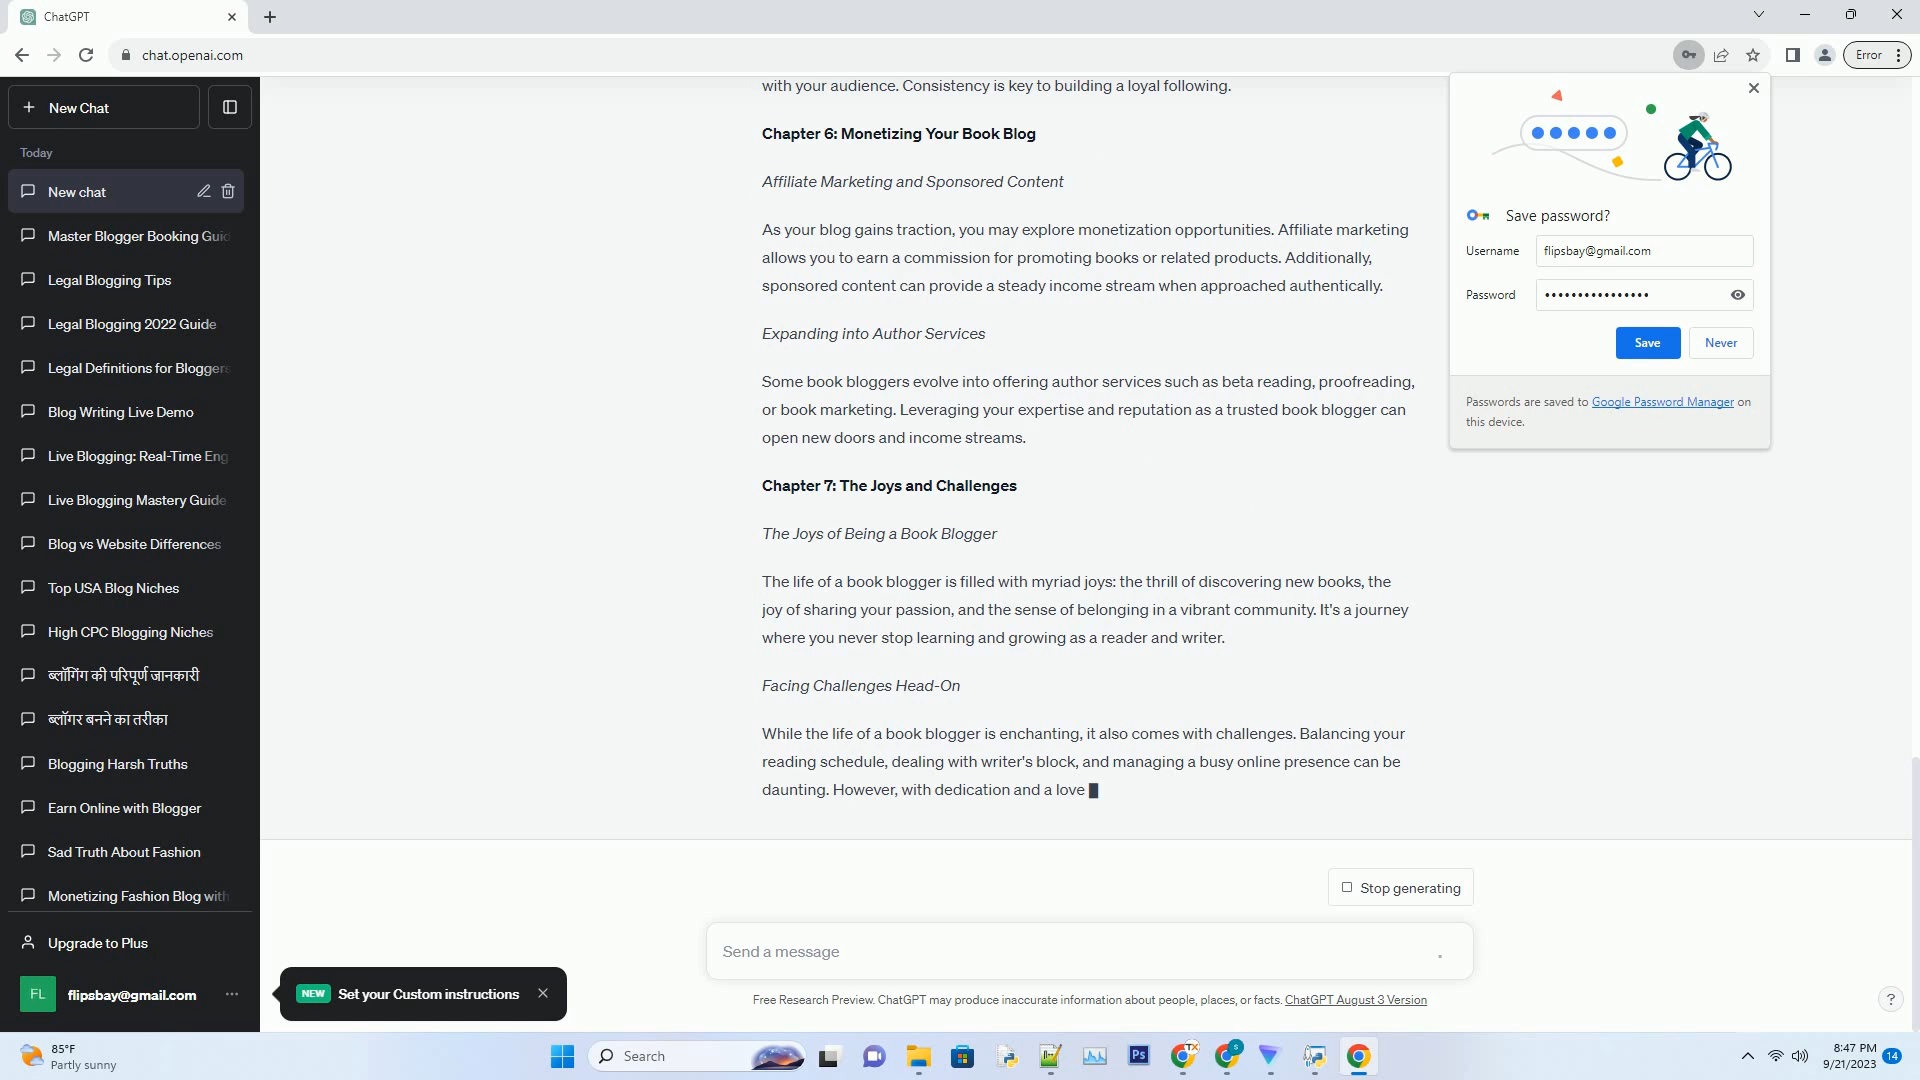 ChatGPT
chat.openai.com
Error
New Chat
Today
New chat
Master Blogger Booking Guid
Legal Blogging Tips
Legal Blogging 2022 Guide
Legal Definitions for Bloggers
Blog Writing Live Demo
Live Blogging: Real-Time Eng
Live Blogging Mastery Guide
Blog vs Website Differences
Top USA Blog Niches
High CPC Blogging Niches
ब्लॉगिंग की परिपूर्ण जानकारी
ब्लॉगर बनने का तरीका
Blogging Harsh Truths
Earn Online with Blogger
Sad Truth About Fashion
Monetizing Fashion Blog with
Upgrade to Plus
FL flipsbay@gmail.com
NEW Set your Custom instructions
with your audience. Consistency is key to building a loyal following.
Chapter 6: Monetizing Your Book Blog
Affiliate Marketing and Sponsored Content
As your blog gains traction, you may explore monetization opportunities. Affiliate marketing
allows you to earn a commission for promoting books or related products. Additionally,
sponsored content can provide a steady income stream when approached authentically.
Expanding into Author Services
Some book bloggers evolve into offering author services such as beta reading, proofreading,
or book marketing. Leveraging your expertise and reputation as a trusted book blogger can
open new doors and income streams.
Chapter 7: The Joys and Challenges
The Joys of Being a Book Blogger
The life of a book blogger is filled with myriad joys: the thrill of discovering new books, the
joy of sharing your passion, and the sense of belonging in a vibrant community. It's a journey
where you never stop learning and growing as a reader and writer.
Facing Challenges Head-On
While the life of a book blogger is enchanting, it also comes with challenges. Balancing your
reading schedule, dealing with writer's block, and managing a busy online presence can be
daunting. However, with dedication and a love
Stop generating
Send a message
Free Research Preview. ChatGPT may produce inaccurate information about people, places, or facts. ChatGPT August 3 Version
?
Save password?
Username flipsbay@gmail.com
Password ••••••••••••••••
Save Never
Passwords are saved to Google Password Manager on
this device.
85°F
Partly sunny
Search
Ps
TX
S
8:47 PM
9/21/2023
14